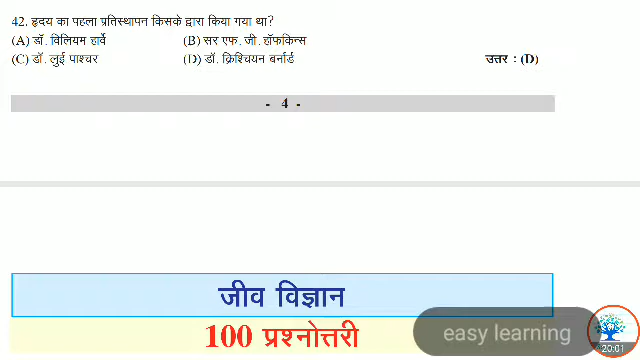 42. हृदय का पहला प्रतिस्थापन किसके द्वारा किया गया था?
(A) डॉ. विलियम हार्वे (B) सर एफ. जी. हॉफकिन्स
(C) डॉ. लुई पाश्चर (D) डॉ. क्रिश्चियन बर्नार्ड उत्तर : (D)
- 4 -
जीव विज्ञान
100 प्रश्नोत्तरी
easy learning
20:01